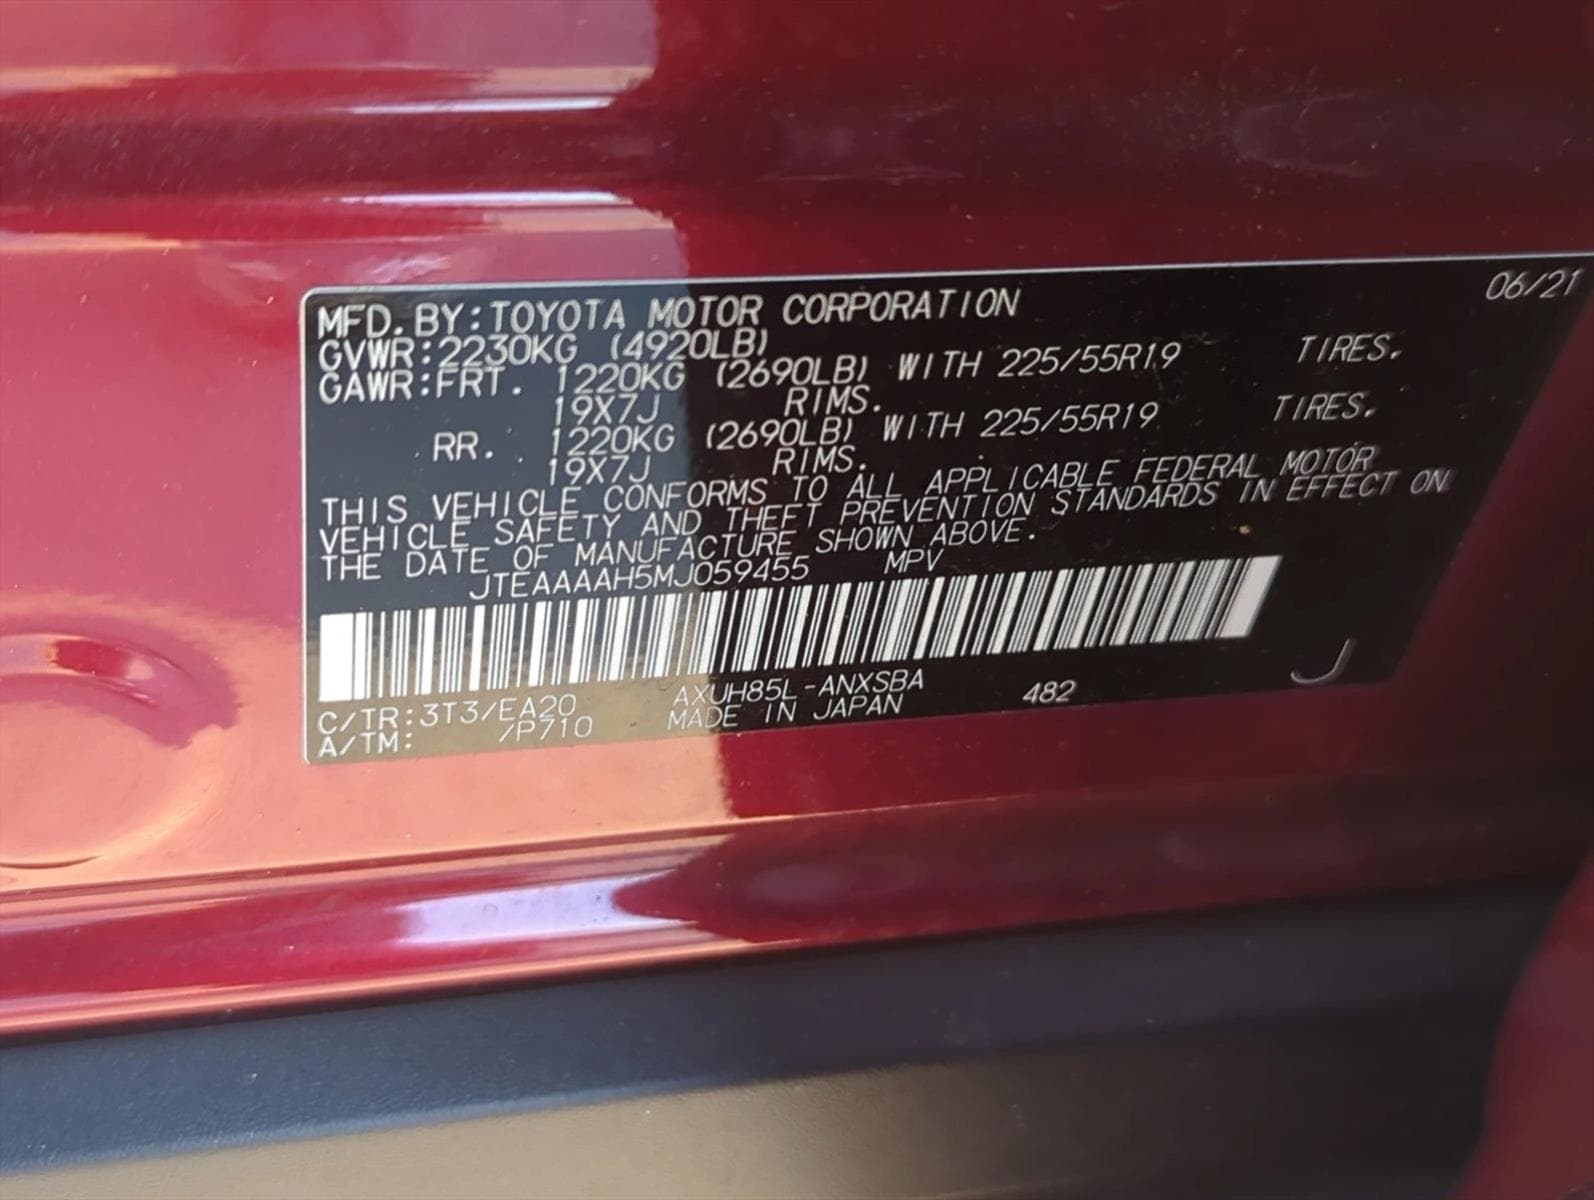 06/21
MFD. BY: TOYOTA MOTOR CORPORATION
GVWR: 2230KG (4920LB)
GAWR: FRT. 1220KG (2690LB) WITH 225/55R19 TIRES.
19X7J RIMS.
RR. 1220KG (2690LB) WITH 225/55R19 TIRES.
19X7J RIMS.
THIS VEHICLE CONFORMS TO ALL APPLICABLE FEDERAL MOTOR
VEHICLE SAFETY AND THEFT PREVENTION STANDARDS IN EFFECT ON
THE DATE OF MANUFACTURE SHOWN ABOVE.
JTEAAAAH5MJ059455 MPV
C/TR: 3T3/EA20 AXUH85L-ANXSBA 482 J
A/TM: /P710 MADE IN JAPAN